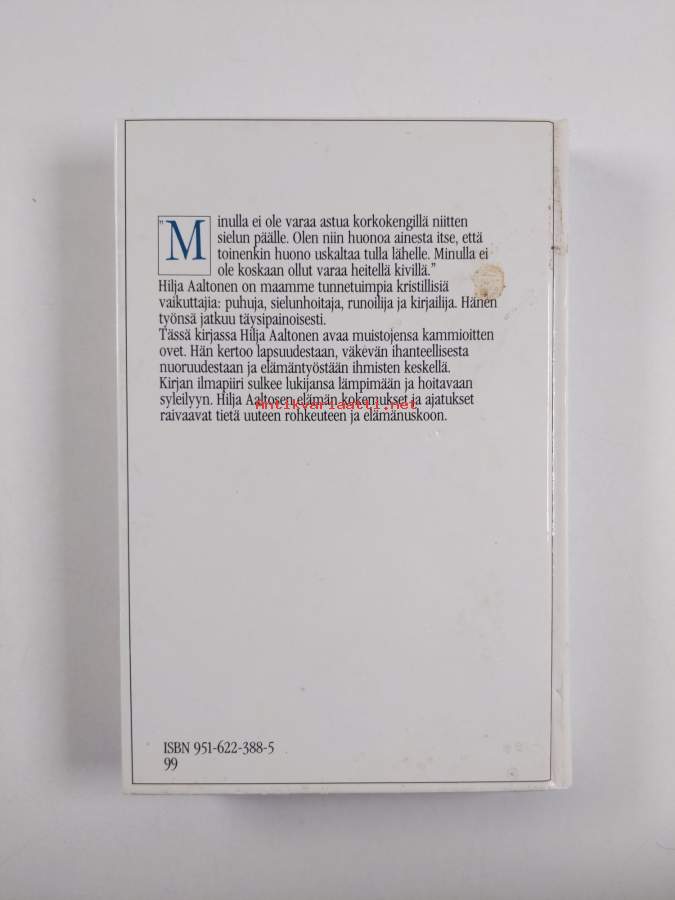 "Minulla ei ole varaa astua korkokengillä niitten
sielun päälle. Olen niin huonoa ainesta itse, että
toinenkin huono uskaltaa tulla lähelle. Minulla ei
ole koskaan ollut varaa heitellä kivillä."
Hilja Aaltonen on maamme tunnetuimpia kristillisiä
vaikuttajia: puhuja, sielunhoitaja, runoilija ja kirjailija. Hänen
työnsä jatkuu täysipainoisesti.
Tässä kirjassa Hilja Aaltonen avaa muistojensa kammioitten
ovet. Hän kertoo lapsuudestaan, väkevän ihanteellisesta
nuoruudestaan ja elämäntyöstään ihmisten keskellä.
Kirjan ilmapiiri sulkee lukijansa lämpimään ja hoitavaan
syleilyyn. Hilja Aaltosen elämän kokemukset ja ajatukset
Antikvariaatti.net
raivaavat tietä uuteen rohkeuteen ja elämänuskoon.
ISBN 951-622-388-5
99